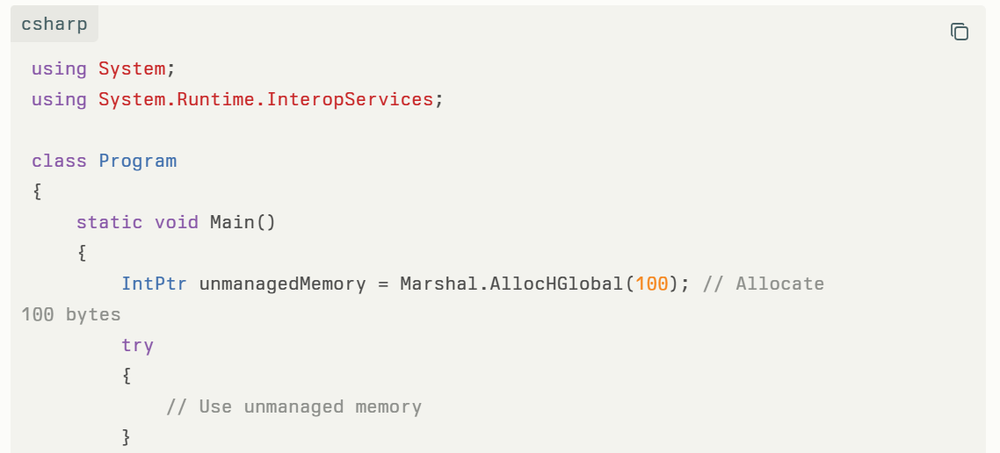 csharp
using System;
using System.Runtime.InteropServices;

class Program
{
    static void Main()
    {
        IntPtr unmanagedMemory = Marshal.AllocHGlobal(100); // Allocate
100 bytes
        try
        {
            // Use unmanaged memory
        }